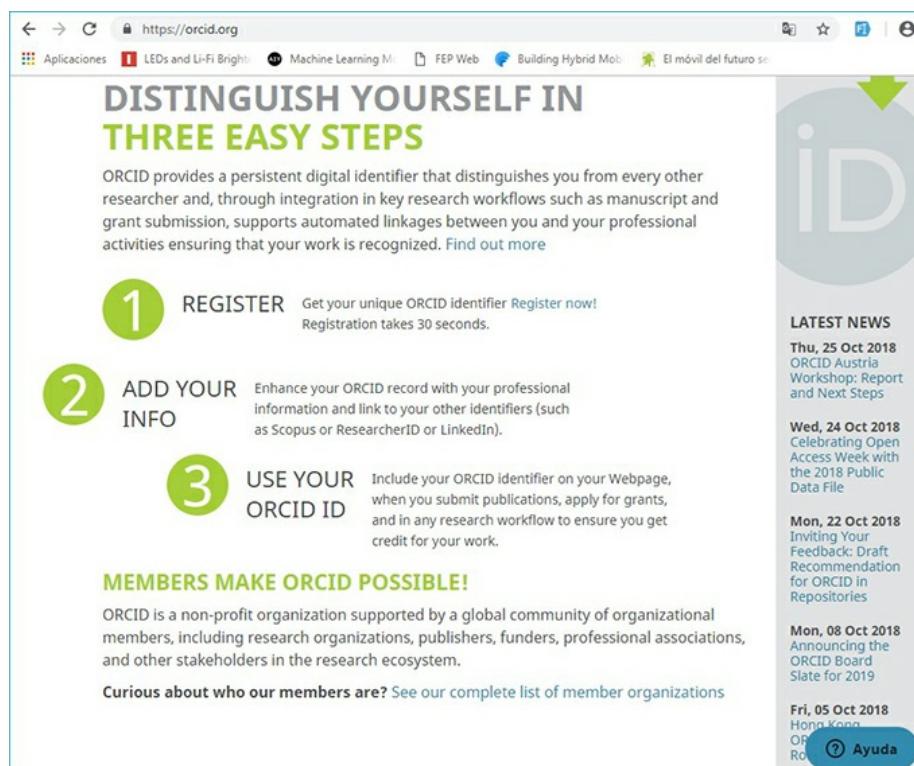 https://orcid.org
Aplicaciones LEDs and Li-Fi Brigh Machine Learning M FEP Web Building Hybrid Mob El móvil del futuro se
DISTINGUISH YOURSELF IN
THREE EASY STEPS
ORCID provides a persistent digital identifier that distinguishes you from every other
researcher and, through integration in key research workflows such as manuscript and
grant submission, supports automated linkages between you and your professional
activities ensuring that your work is recognized. Find out more
1 REGISTER
Get your unique ORCID identifier Register now!
Registration takes 30 seconds.
2 ADD YOUR
INFO
Enhance your ORCID record with your professional
information and link to your other identifiers (such
as Scopus or ResearcherID or LinkedIn).
3 USE YOUR
ORCID ID
Include your ORCID identifier on your Webpage,
when you submit publications, apply for grants,
and in any research workflow to ensure you get
credit for your work.
MEMBERS MAKE ORCID POSSIBLE!
ORCID is a non-profit organization supported by a global community of organizational
members, including research organizations, publishers, funders, professional associations,
and other stakeholders in the research ecosystem.
Curious about who our members are? See our complete list of member organizations
iD
LATEST NEWS
Thu, 25 Oct 2018
ORCID Austria
Workshop: Report
and Next Steps
Wed, 24 Oct 2018
Celebrating Open
Access Week with
the 2018 Public
Data File
Mon, 22 Oct 2018
Inviting Your
Feedback: Draft
Recommendation
for ORCID in
Repositories
Mon, 08 Oct 2018
Announcing the
ORCID Board
Slate for 2019
Fri, 05 Oct 2018
Hong Kong
Ayuda